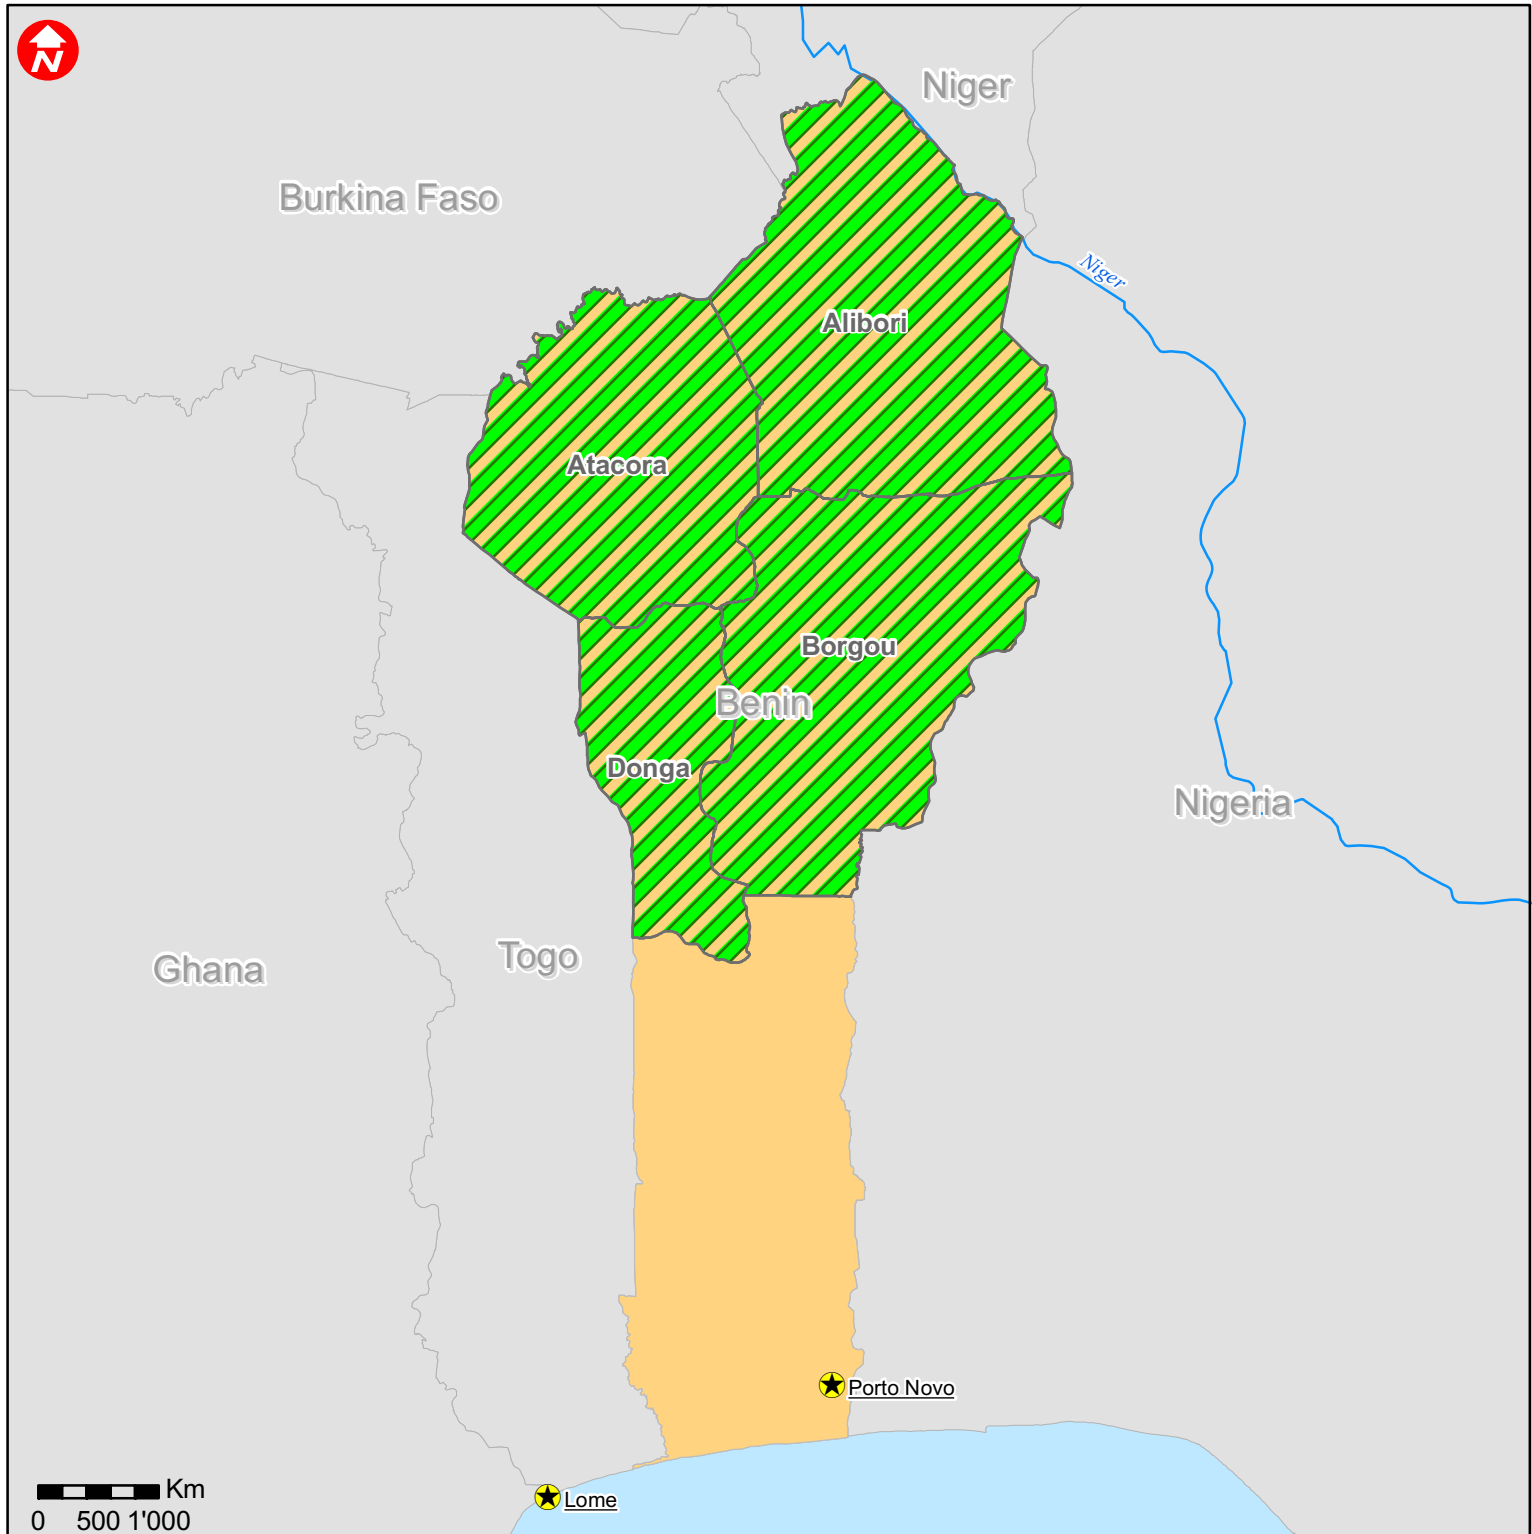 N
Niger
Burkina Faso
Niger
Alibori
Atacora
Borgou
Benin
Donga
Nigeria
Togo
Ghana
Porto Novo
Lome
Km
0 500 1'000